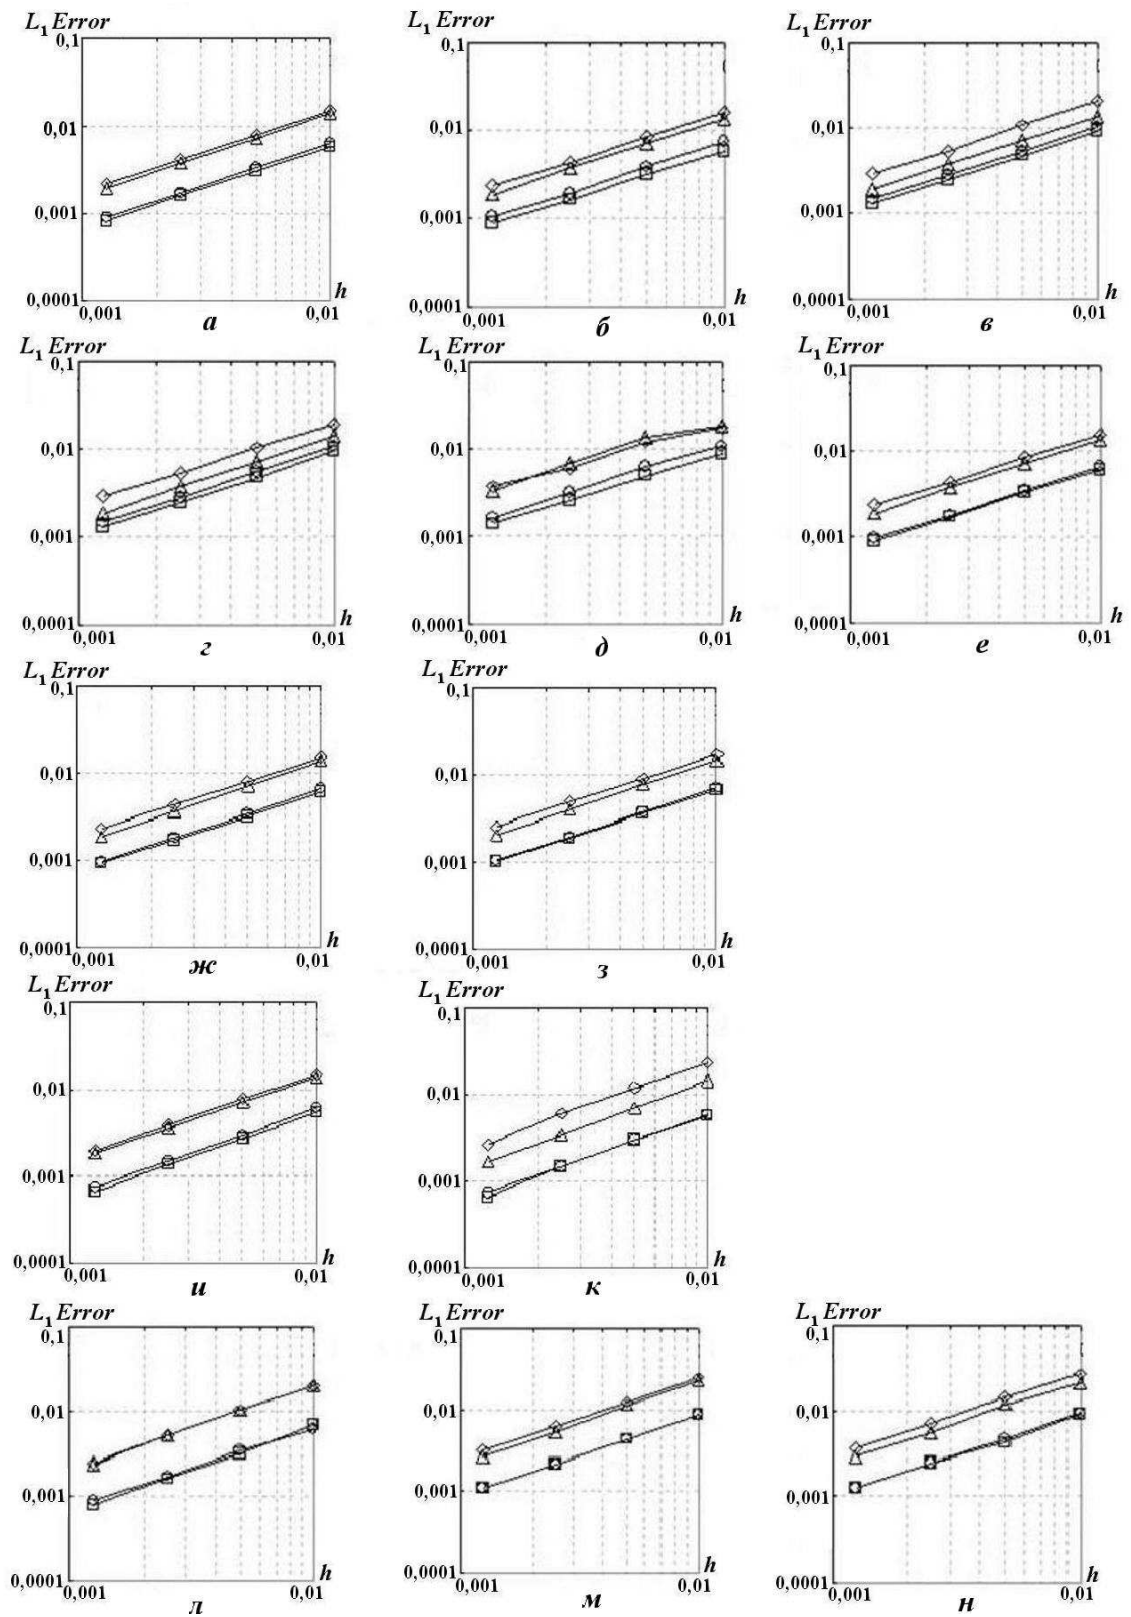 L1 Error L1 Error L1 Error
0,1 0,1 0,1
0,01 0,01 0,01
0,001 0,001 0,001
0,0001 h 0,0001 h 0,0001 h
0,001 а 0,01 0,001 б 0,01 0,001 в 0,01
L1 Error L1 Error L1 Error
0,1 0,1 0,1
0,01 0,01 0,01
0,001 0,001 0,001
0,0001 h 0,0001 h 0,0001 h
0,001 г 0,01 0,001 д 0,01 0,001 е 0,01
L1 Error L1 Error
0,1 0,1
0,01 0,01
0,001 0,001
0,0001 h 0,0001 h
0,001 ж 0,01 0,001 з 0,01
L1 Error L1 Error
0,1 0,1
0,01 0,01
0,001 0,001
0,0001 h 0,0001 h
0,001 и 0,01 0,001 к 0,01
L1 Error L1 Error L1 Error
0,1 0,1 0,1
0,01 0,01 0,01
0,001 0,001 0,001
0,0001 h 0,0001 h 0,0001 h
0,001 л 0,01 0,001 м 0,01 0,001 н 0,01